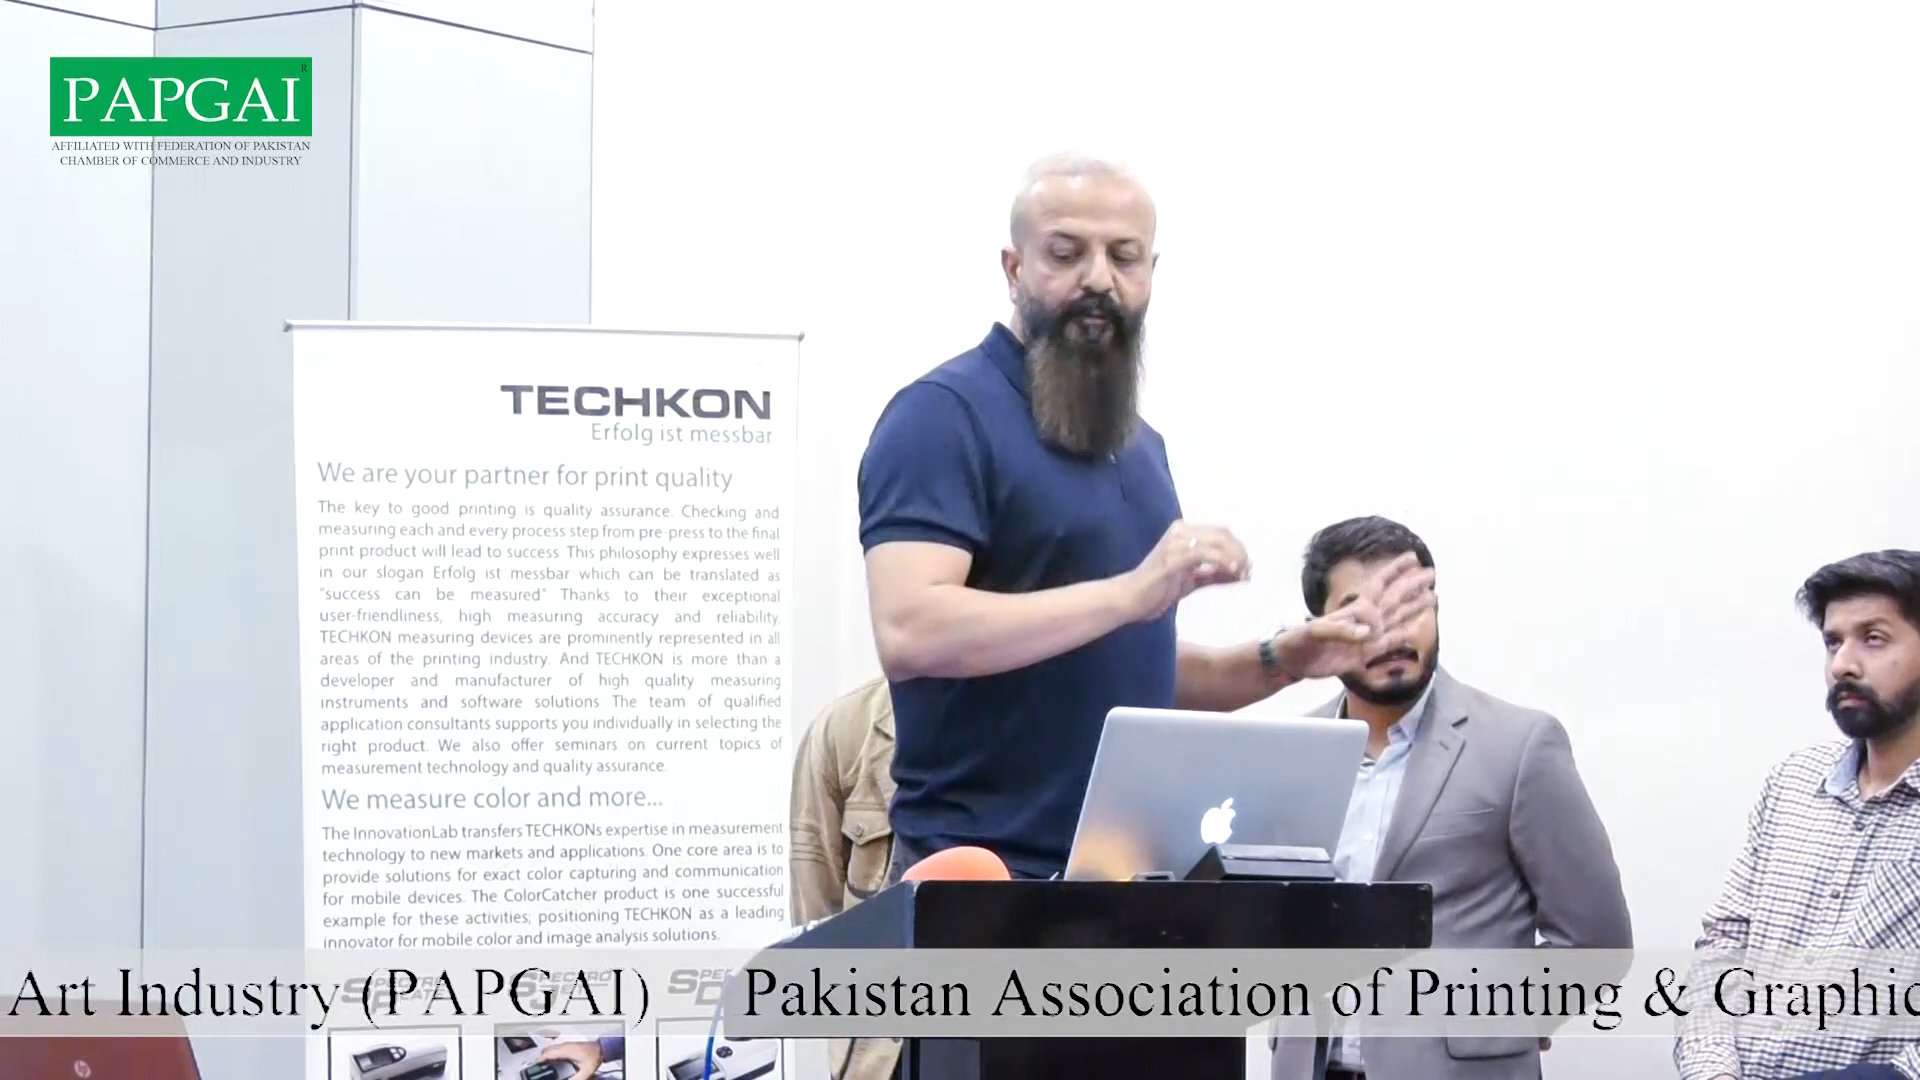 PAPGAI
R
AFFILIATED WITH FEDERATION OF PAKISTAN
CHAMBER OF COMMERCE AND INDUSTRY
TECHKON
Erfolg ist messbar
We are your partner for print quality
The key to good printing is quality assurance. Checking and
measuring each and every process step from pre-press to the final
print product will lead to success. This philosophy expresses well
in our slogan Erfolg ist messbar which can be translated as
"success can be measured" Thanks to their exceptional
user-friendliness, high measuring accuracy and reliability,
TECHKON measuring devices are prominently represented in all
areas of the printing industry. And TECHKON is more than a
developer and manufacturer of high quality measuring
instruments and software solutions. The team of qualified
application consultants supports you individually in selecting the
right product. We also offer seminars on current topics of
measurement technology and quality assurance.
We measure color and more...
The InnovationLab transfers TECHKONs expertise in measurement
technology to new markets and applications. One core area is to
provide solutions for exact color capturing and communication
for mobile devices. The ColorCatcher product is one successful
example for these activities; positioning TECHKON as a leading
innovator for mobile color and image analysis solutions.
Art Industry (PAPGAI) Pakistan Association of Printing & Graphic
hp